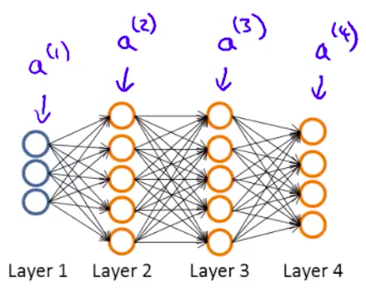 a(1) a(2) a(3) a(4)
Layer 1 Layer 2 Layer 3 Layer 4